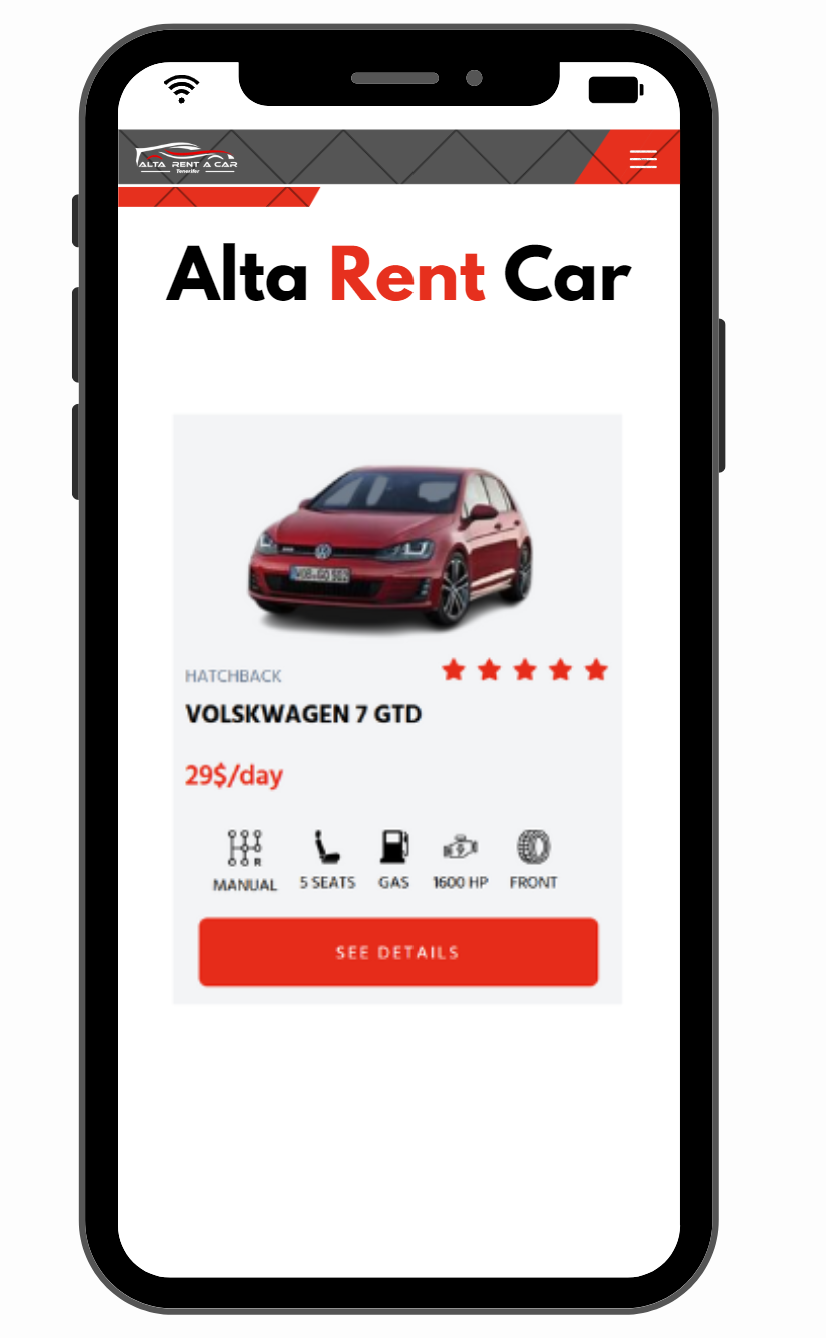 ALTA RENT A CAR
Tenerife
Alta Rent Car
HATCHBACK
VOLSKWAGEN 7 GTD
29$/day
R
MANUAL 5 SEATS GAS 1600 HP FRONT
SEE DETAILS